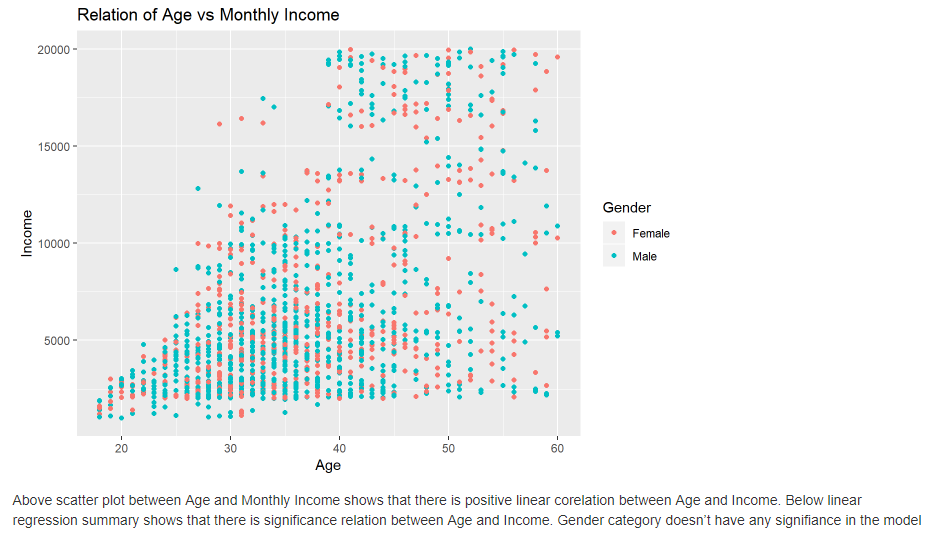 Relation of Age vs Monthly Income
20000
15000
10000
5000
Income
20
30
40
50
60
Age
Gender
Female
Male
Above scatter plot between Age and Monthly Income shows that there is positive linear corelation between Age and Income. Below linear
regression summary shows that there is significance relation between Age and Income. Gender category doesn't have any signifiance in the model